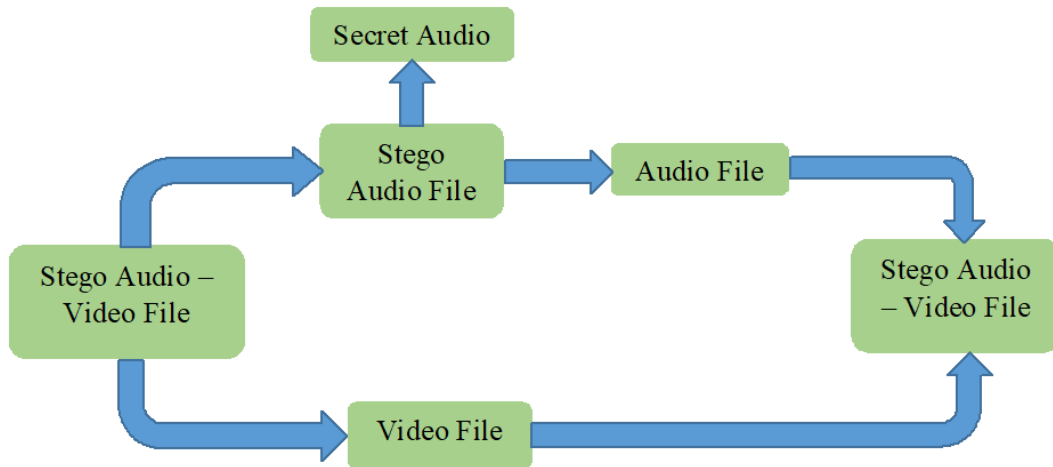 Secret Audio
Stego
Audio File
Audio File
Stego Audio –
Video File
Stego Audio
– Video File
Video File